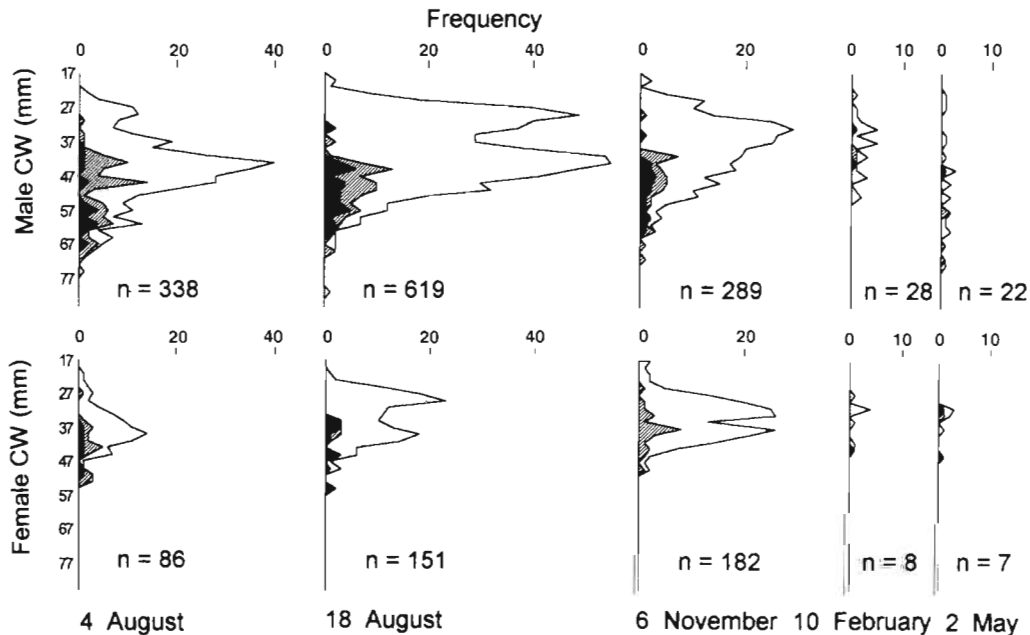 Frequency
0 20 40 0 20 40 0 20 0 10 0 10
Male CW (mm)
17
27
37
47
57
67
77
n = 338 n = 619 n = 289 n = 28 n = 22
0 20 40 0 20 40 0 20 0 10 0 10
Female CW (mm)
17
27
37
47
57
67
77
n = 86 n = 151 n = 182 n = 8 n = 7
4 August 18 August 6 November 10 February 2 May